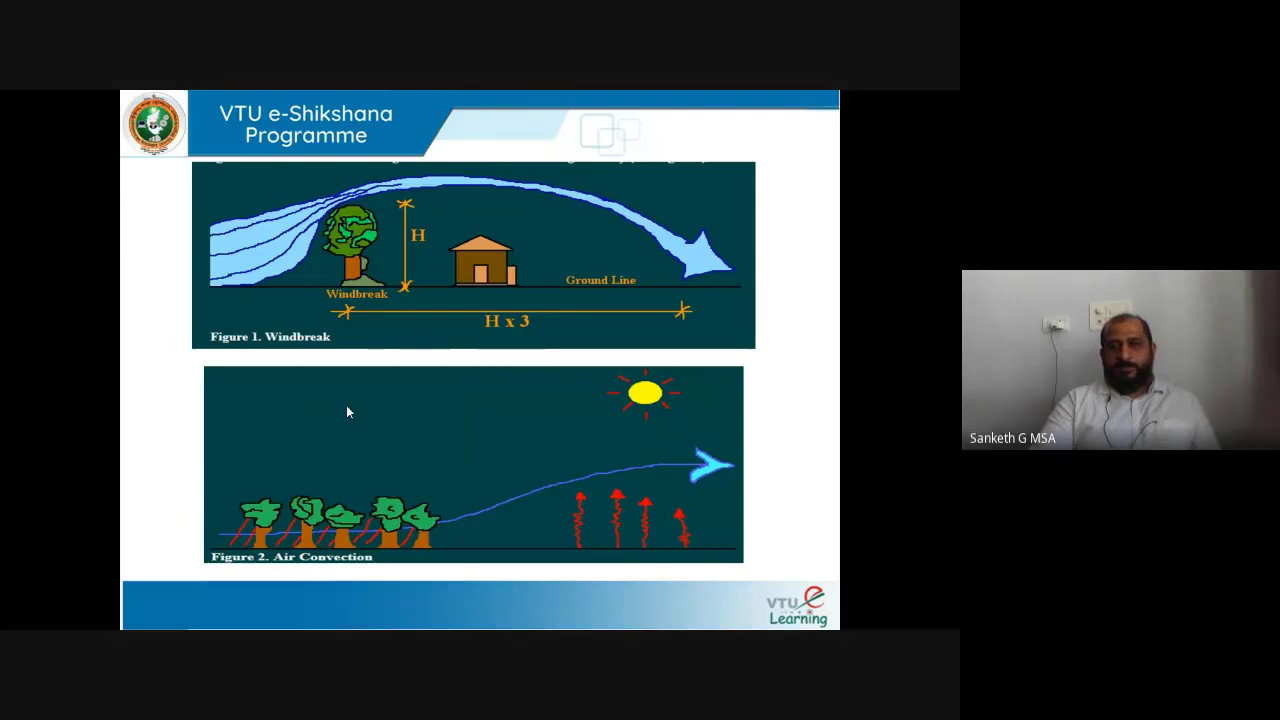 VTU e-Shikshana
Programme
H
Windbreak
Ground Line
H x 3
Figure 1. Windbreak
Figure 2. Air Convection
VTU e
Learning
Sanketh G MSA